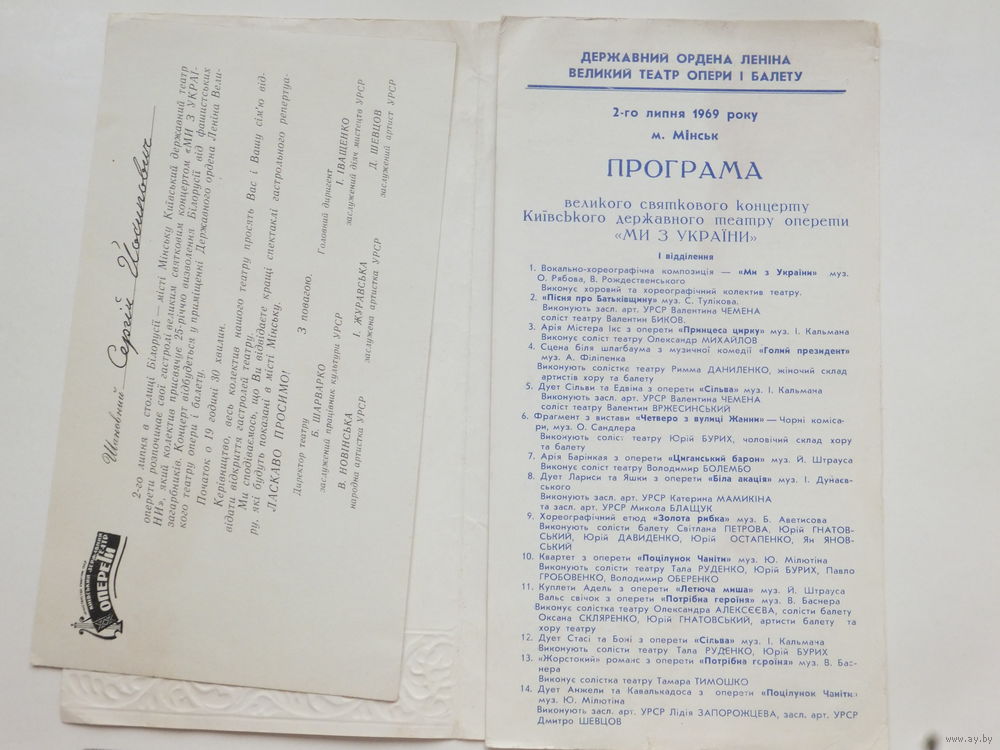 Шановний Сергій Йосипович
2-го липня в столиці Білорусії — місті Мінську Київський державний театр
оперети розпочинає свої гастролі великим святковим концертом «МИ З УКРАЇ-
НИ», який колектив присвячує 25-річчю визволення Білорусії від фашистських
загарбників. Концерт відбудеться у приміщенні Державного ордена Леніна Вели-
кого театру опери і балету.
Початок о 19 годині 30 хвилин.
Керівництво, весь колектив нашого театру просять Вас і Вашу сім'ю від-
відати відкриття гастролей театру.
Ми сподіваємось, що Ви відвідаєте кращі спектаклі гастрольного репертуа-
ру, які будуть показані в місті Мінську.
ЛАСКАВО ПРОСИМО!
З повагою.
Директор театру
Б. ШАРВАРКО
заслужений працівник культури УРСР
Головний диригент
І. ІВАЩЕНКО
заслужений діяч мистецтв УРСР
В. НОВІНСЬКА
народна артистка УРСР
І. ЖУРАВСЬКА
заслужена артистка УРСР
Д. ШЕВЦОВ
заслужений артист УРСР
КИЇВСЬКИЙ ДЕРЖАВНИЙ
ТЕАТР
ОПЕРЕТИ
ДЕРЖАВНИЙ ОРДЕНА ЛЕНІНА
ВЕЛИКИЙ ТЕАТР ОПЕРИ І БАЛЕТУ
2-го липня 1969 року
м. Мінськ
ПРОГРАМА
великого святкового концерту
Київського державного театру оперети
«МИ З УКРАЇНИ»
І відділення
1. Вокально-хореографічна композиція — «Ми з України» муз.
О. Рябова, В. Рождественського
Виконує хоровий та хореографічний колектив театру.
2. «Пісня про Батьківщину» муз. С. Тулікова.
Виконують засл. арт. УРСР Валентина ЧЕМЕНА
соліст театру Валентин БИКОВ.
3. Арія Містера Ікс з оперети «Принцеса цирку» муз. І. Кальмана
Виконує соліст театру Олександр МИХАЙЛОВ
4. Сцена біля шлагбаума з музичної комедії «Голий президент»
муз. А. Філіпенка
Виконують солістка театру Римма ДАНИЛЕНКО, жіночий склад
артистів хору та балету
5. Дует Сільви та Едвіна з оперети «Сільва» муз. І. Кальмана
Виконують засл. арт. УРСР Валентина ЧЕМЕНА
соліст театру Валентин ВРЖЕСИНСЬКИЙ
6. Фрагмент з вистави «Четверо з вулиці Жанни» — Чорні коміса-
ри, муз. О. Сандлера
Виконують соліст театру Юрій БУРИХ, чоловічий склад хору
та балету
7. Арія Барінкая з оперети «Циганський барон» муз. Й. Штрауса
Виконує соліст театру Володимир БОЛЕМБО
8. Дует Лариси та Яшки з оперети «Біла акація» муз. І. Дунаєв-
ського
Виконують засл. арт. УРСР Катерина МАМИКІНА
та засл. арт. УРСР Микола БЛАЩУК
9. Хореографічний етюд «Золота рибка» муз. Б. Аветисова
Виконують солісти балету Світлана ПЕТРОВА, Юрій ГНАТОВ-
СЬКИЙ, Юрій ДАВИДЕНКО, Юрій ОСТАПЕНКО, Ян ЯНОВ-
СЬКИЙ
10. Квартет з оперети «Поцілунок Чаніти» муз. Ю. Мілютіна
Виконують солісти театру Тала РУДЕНКО, Юрій БУРИХ, Павло
ГРОБОВЕНКО, Володимир ОБЕРЕНКО
11. Куплети Адель з оперети «Летюча миша» муз. Й. Штрауса
Вальс свічок з оперети «Потрібна героїня» муз. В. Баснера
Виконує солістка театру Олександра АЛЕКСЄЄВА, солісти балету
Оксана СКЛЯРЕНКО, Юрій ГНАТОВСЬКИЙ, артисти балету та
хору театру
12. Дует Стасі та Боні з оперети «Сільва» муз. І. Кальмана
Виконують солісти театру Тала РУДЕНКО, Юрій БУРИХ
13. «Жорстокий» романс з оперети «Потрібна героїня» муз. В. Бас-
нера
Виконує солістка театру Тамара ТИМОШКО
14. Дует Анжели та Кавалькадоса з оперети «Поцілунок Чаніти»
муз. Ю. Мілютіна
Виконують засл. арт. УРСР Лідія ЗАПОРОЖЦЕВА, засл. арт. УРСР
Дмитро ШЕВЦОВ
www.ay.by